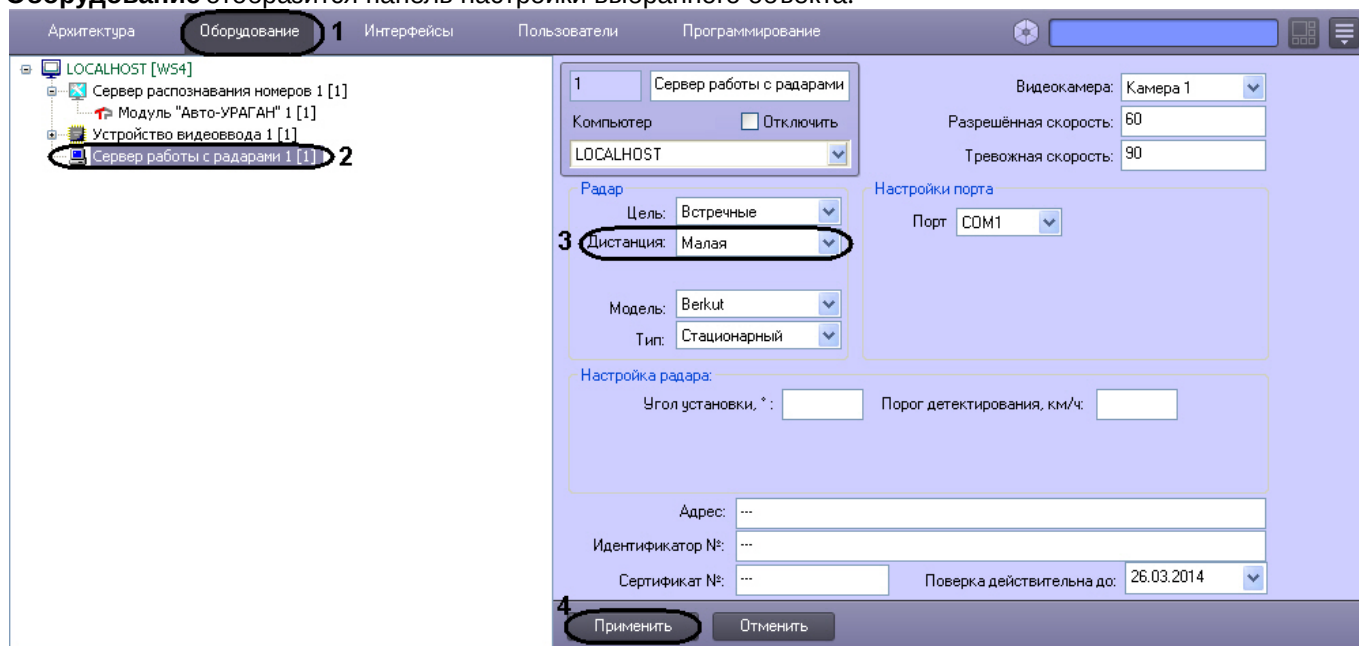 Оборудование отобразится панель настройки выбранного объекта.
Архитектура Оборудование 1 Интерфейсы Пользователи Программирование
LOCALHOST [WS4]
Сервер распознавания номеров 1 [1]
Модуль "Авто-УРАГАН" 1 [1]
Устройство видеоввода 1 [1]
Сервер работы с радарами 1 [1] 2
1 Сервер работы с радарами
Компьютер Отключить
LOCALHOST
Видеокамера: Камера 1
Разрешённая скорость: 60
Тревожная скорость: 90
Радар
Цель: Встречные
3 Дистанция: Малая
Модель: Berkut
Тип: Стационарный
Настройки порта
Порт COM1
Настройка радара:
Угол установки, ° : Порог детектирования, км/ч:
Адрес: ---
Идентификатор №: ---
Сертификат №: --- Поверка действительна до: 26.03.2014
4
Применить Отменить